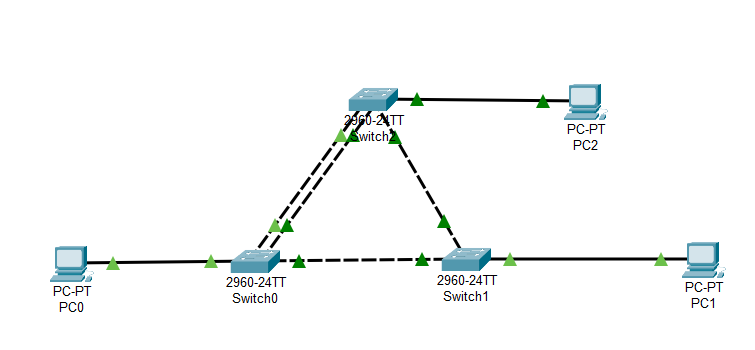 2960-24TT
Switch2
PC-PT
PC2
PC-PT
PC0
2960-24TT
Switch0
2960-24TT
Switch1
PC-PT
PC1